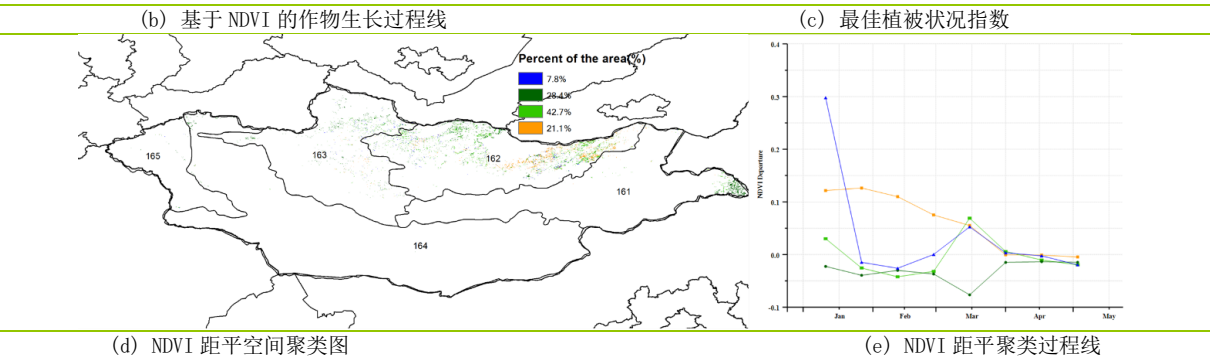 (b) 基于 NDVI 的作物生长过程线
(c) 最佳植被状况指数
Percent of the area(%)
7.8%
28.4%
42.7%
21.1%
165
163
162
161
164
0.4
0.3
0.2
0.1
0.0
-0.1
NDVI Departure
Jan
Feb
Mar
Apr
May
(d) NDVI 距平空间聚类图
(e) NDVI 距平聚类过程线